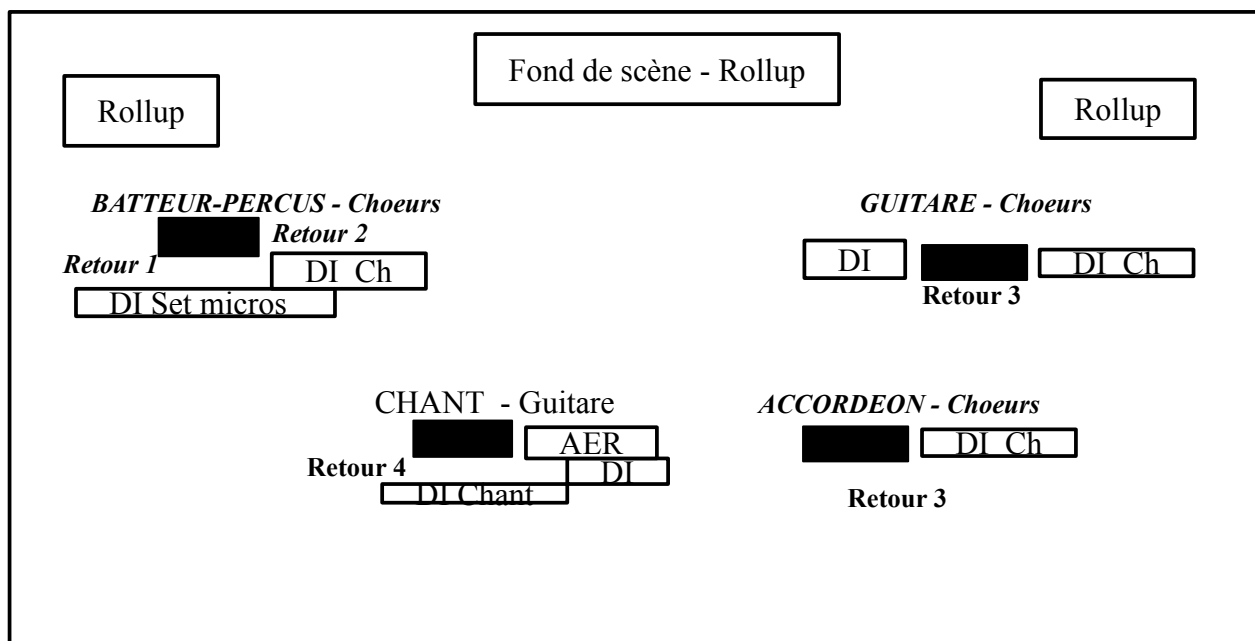 Fond de scène - Rollup
Rollup
Rollup
BATTEUR-PERCUS - Choeurs
Retour 2
Retour 1
DI Ch
DI Set micros
GUITARE - Choeurs
DI
DI Ch
Retour 3
CHANT - Guitare
AER
Retour 4
DI
DI Chant
ACCORDEON - Choeurs
DI Ch
Retour 3